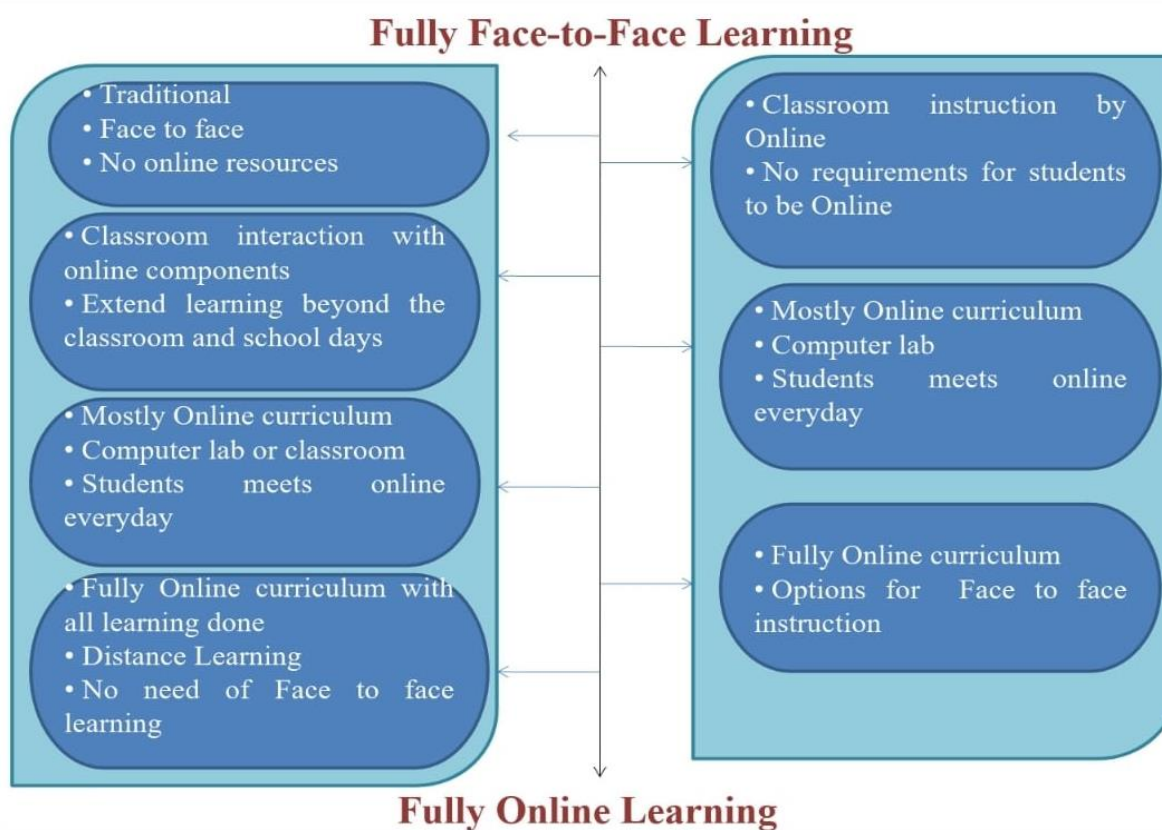 Fully Face-to-Face Learning
• Traditional
• Face to face
• No online resources
• Classroom interaction with
online components
• Extend learning beyond the
classroom and school days
• Mostly Online curriculum
• Computer lab or classroom
• Students meets online
everyday
• Fully Online curriculum with
all learning done
• Distance Learning
• No need of Face to face
learning
• Classroom instruction by
Online
• No requirements for students
to be Online
• Mostly Online curriculum
• Computer lab
• Students meets online
everyday
• Fully Online curriculum
• Options for Face to face
instruction
Fully Online Learning